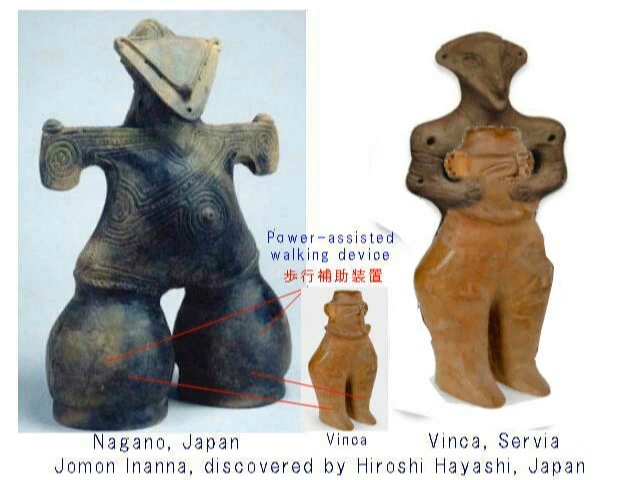 Power-assisted
walking device
歩行補助装置
Nagano, Japan
Vinca
Vinca, Servia
Jomon Inanna, discovered by Hiroshi Hayashi, Japan